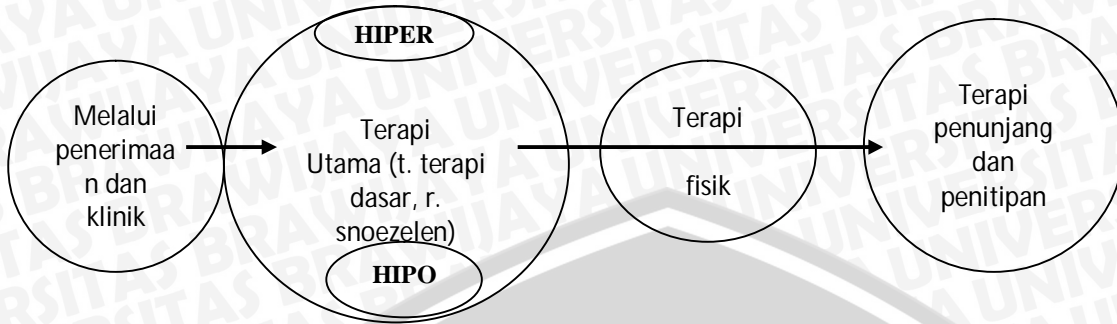 Melalui
penerimaa
n dan
klinik
HIPER
Terapi
Utama (t. terapi
dasar, r.
snoezelen)
HIPO
Terapi
fisik
Terapi
penunjang
dan
penitipan